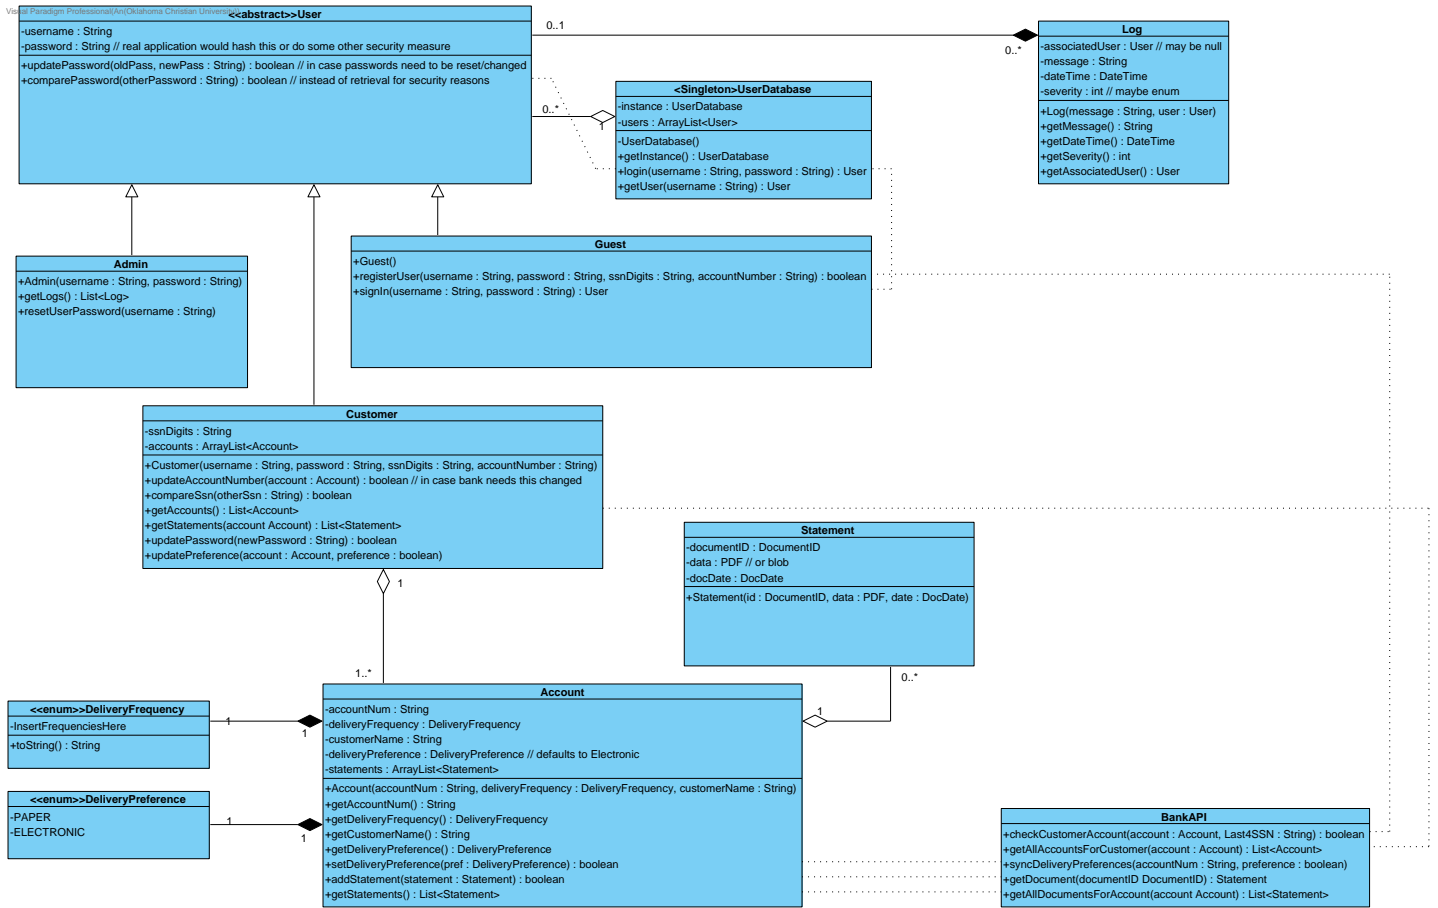 Visual Paradigm Professional(An(Oklahoma Christian University)
<<abstract>>User
-username : String
-password : String // real application would hash this or do some other security measure
+updatePassword(oldPass, newPass : String) : boolean // in case passwords need to be reset/changed
+comparePassword(otherPassword : String) : boolean // instead of retrieval for security reasons
0..1
0..*
Log
-associatedUser : User // may be null
-message : String
-dateTime : DateTime
-severity : int // maybe enum
+Log(message : String, user : User)
+getMessage() : String
+getDateTime() : DateTime
+getSeverity() : int
+getAssociatedUser() : User
0..*
1
<Singleton>UserDatabase
-instance : UserDatabase
-users : ArrayList<User>
-UserDatabase()
+getInstance() : UserDatabase
+login(username : String, password : String) : User
+getUser(username : String) : User
Admin
+Admin(username : String, password : String)
+getLogs() : List<Log>
+resetUserPassword(username : String)
Guest
+Guest()
+registerUser(username : String, password : String, ssnDigits : String, accountNumber : String) : boolean
+signIn(username : String, password : String) : User
Customer
-ssnDigits : String
-accounts : ArrayList<Account>
+Customer(username : String, password : String, ssnDigits : String, accountNumber : String)
+updateAccountNumber(account : Account) : boolean // in case bank needs this changed
+compareSsn(otherSsn : String) : boolean
+getAccounts() : List<Account>
+getStatements(account Account) : List<Statement>
+updatePassword(newPassword : String) : boolean
+updatePreference(account : Account, preference : boolean)
1
1..*
Statement
-documentID : DocumentID
-data : PDF // or blob
-docDate : DocDate
+Statement(id : DocumentID, data : PDF, date : DocDate)
0..*
1
<<enum>>DeliveryFrequency
-InsertFrequenciesHere
+toString() : String
1
1
<<enum>>DeliveryPreference
-PAPER
-ELECTRONIC
1
1
Account
-accountNum : String
-deliveryFrequency : DeliveryFrequency
-customerName : String
-deliveryPreference : DeliveryPreference // defaults to Electronic
-statements : ArrayList<Statement>
+Account(accountNum : String, deliveryFrequency : DeliveryFrequency, customerName : String)
+getAccountNum() : String
+getDeliveryFrequency() : DeliveryFrequency
+getCustomerName() : String
+getDeliveryPreference() : DeliveryPreference
+setDeliveryPreference(pref : DeliveryPreference) : boolean
+addStatement(statement : Statement) : boolean
+getStatements() : List<Statement>
BankAPI
+checkCustomerAccount(account : Account, Last4SSN : String) : boolean
+getAllAccountsForCustomer(account : Account) : List<Account>
+syncDeliveryPreferences(accountNum : String, preference : boolean)
+getDocument(documentID DocumentID) : Statement
+getAllDocumentsForAccount(account Account) : List<Statement>